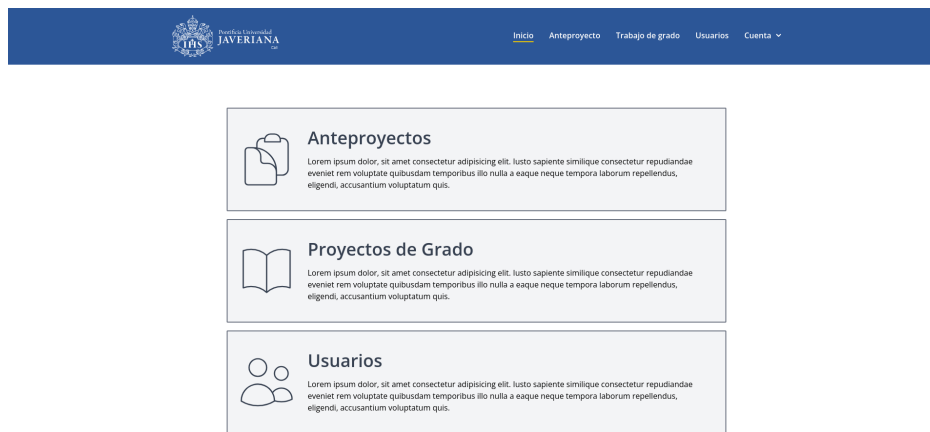 Pontificia Universidad
JAVERIANA
Cali
Inicio Anteproyecto Trabajo de grado Usuarios Cuenta
Anteproyectos
Lorem ipsum dolor, sit amet consectetur adipisicing elit. Iusto sapiente similique consectetur repudiandae
eveniet rem voluptate quibusdam temporibus illo nulla a eaque neque tempora laborum repellendus,
eligendi, accusantium voluptatum quis.
Proyectos de Grado
Lorem ipsum dolor, sit amet consectetur adipisicing elit. Iusto sapiente similique consectetur repudiandae
eveniet rem voluptate quibusdam temporibus illo nulla a eaque neque tempora laborum repellendus,
eligendi, accusantium voluptatum quis.
Usuarios
Lorem ipsum dolor, sit amet consectetur adipisicing elit. Iusto sapiente similique consectetur repudiandae
eveniet rem voluptate quibusdam temporibus illo nulla a eaque neque tempora laborum repellendus,
eligendi, accusantium voluptatum quis.